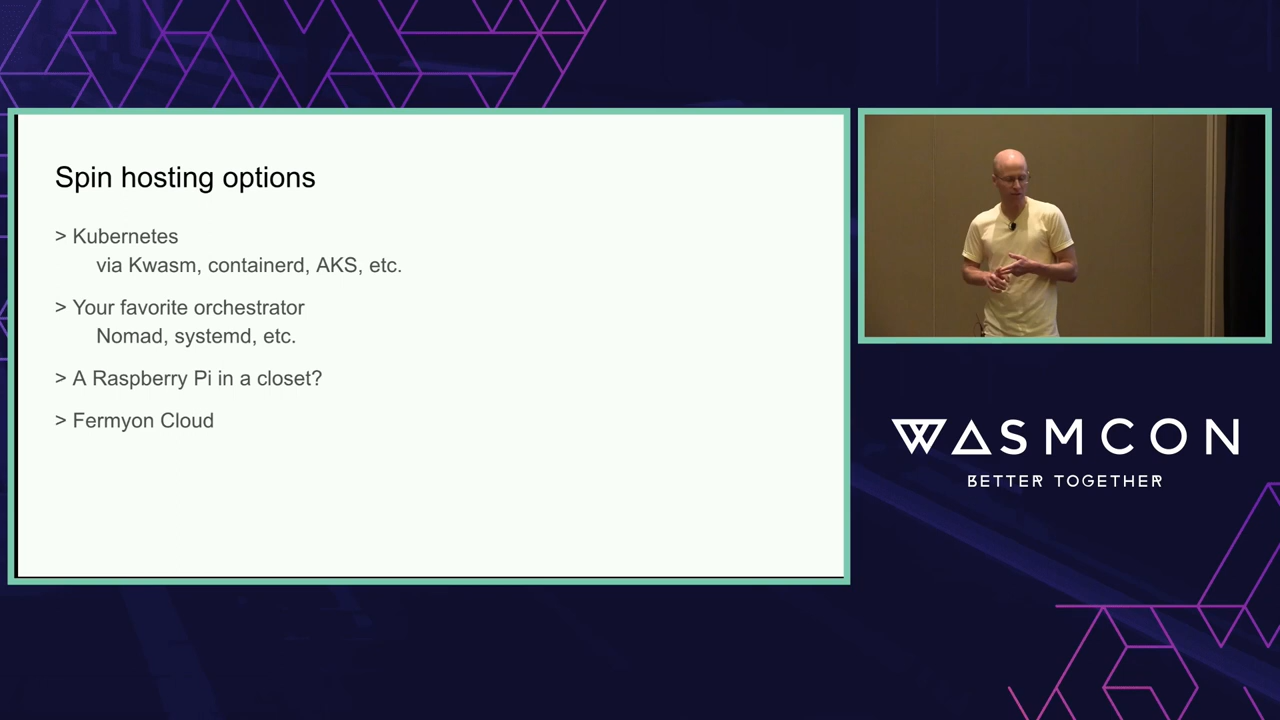 Spin hosting options
> Kubernetes
via Kwasm, containerd, AKS, etc.
> Your favorite orchestrator
Nomad, systemd, etc.
> A Raspberry Pi in a closet?
> Fermyon Cloud
WASMCON
BETTER TOGETHER